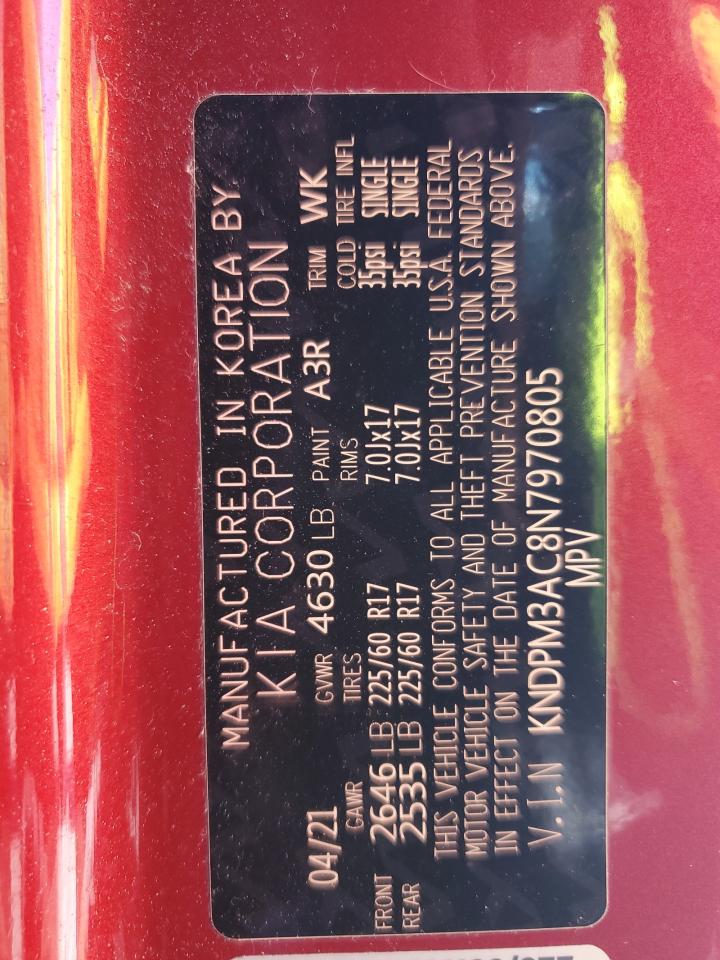 MANUFACTURED IN KOREA BY
KIA CORPORATION
04/21 GVWR 4630 LB PAINT A3R TRIM WK
GAWR TIRES RIMS COLD TIRE INFL
FRONT 2646 LB 225/60 R17 7.0Jx17 35psi SINGLE
REAR 2535 LB 225/60 R17 7.0Jx17 35psi SINGLE
THIS VEHICLE CONFORMS TO ALL APPLICABLE U.S.A. FEDERAL
MOTOR VEHICLE SAFETY AND THEFT PREVENTION STANDARDS
IN EFFECT ON THE DATE OF MANUFACTURE SHOWN ABOVE.
V.I.N KNDPM3AC8N7970805
MPV